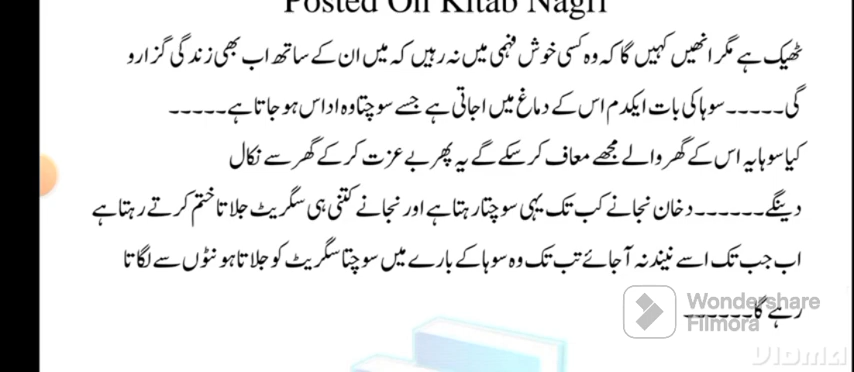 Posted On Kitab Nagri
ٹھیک ہے مگر انھیں کہیں گا کہ وہ کسی خوش فہمی میں نہ رہیں کہ میں ان کے ساتھ اب بھی زندگی گزارو
گی۔۔۔۔۔سوہا کی بات ایکدم اس کے دماغ میں اجاتی ہے جسے سوچتا وہ اداس ہو جاتا ہے۔۔۔۔۔
کیا سوہا یہ اس کے گھر والے مجھے معاف کر سکے گے یہ پھر بے عزت کر کے گھر سے نکال
دینگے۔۔۔۔۔۔دخان نجانے کب تک یہی سوچتا رہتا ہے اور نجانے کتنی ہی سگریٹ جلاتا ختم کرتے رہتا ہے
اب جب تک اسے نیند نہ آ جائے تب تک وہ سوہا کے بارے میں سوچتا سگریٹ کو جلاتا ہونٹوں سے لگاتا
رہے گا۔۔۔۔۔۔
Wondershare
Filmora